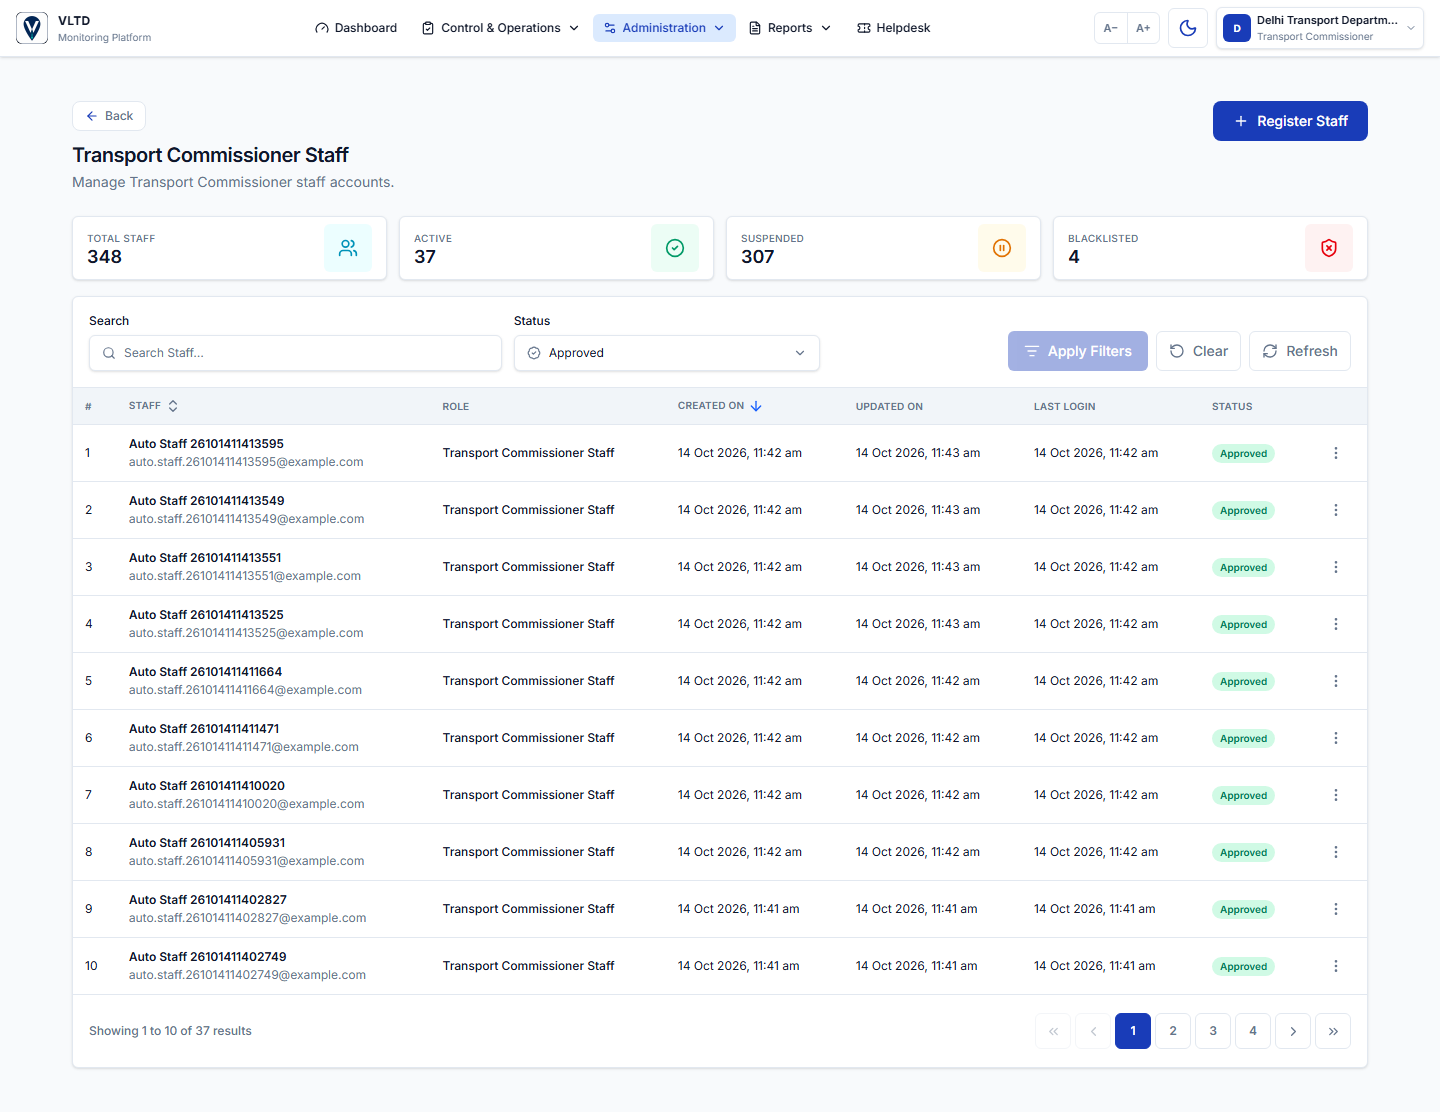 VLTD
Monitoring Platform
Dashboard
Control & Operations
Administration
Reports
Helpdesk
A−
A+
D
Delhi Transport Departm...
Transport Commissioner
Back
Register Staff
Transport Commissioner Staff
Manage Transport Commissioner staff accounts.
TOTAL STAFF
348
ACTIVE
37
SUSPENDED
307
BLACKLISTED
4
Search
Status
Search Staff...
Approved
Apply Filters
Clear
Refresh
# STAFF ROLE CREATED ON UPDATED ON LAST LOGIN STATUS
1 Auto Staff 26101411413595 Transport Commissioner Staff 14 Oct 2026, 11:42 am 14 Oct 2026, 11:43 am 14 Oct 2026, 11:42 am Approved
auto.staff.26101411413595@example.com
2 Auto Staff 26101411413549 Transport Commissioner Staff 14 Oct 2026, 11:42 am 14 Oct 2026, 11:43 am 14 Oct 2026, 11:42 am Approved
auto.staff.26101411413549@example.com
3 Auto Staff 26101411413551 Transport Commissioner Staff 14 Oct 2026, 11:42 am 14 Oct 2026, 11:43 am 14 Oct 2026, 11:42 am Approved
auto.staff.26101411413551@example.com
4 Auto Staff 26101411413525 Transport Commissioner Staff 14 Oct 2026, 11:42 am 14 Oct 2026, 11:43 am 14 Oct 2026, 11:42 am Approved
auto.staff.26101411413525@example.com
5 Auto Staff 26101411411664 Transport Commissioner Staff 14 Oct 2026, 11:42 am 14 Oct 2026, 11:42 am 14 Oct 2026, 11:42 am Approved
auto.staff.26101411411664@example.com
6 Auto Staff 26101411411471 Transport Commissioner Staff 14 Oct 2026, 11:42 am 14 Oct 2026, 11:42 am 14 Oct 2026, 11:42 am Approved
auto.staff.26101411411471@example.com
7 Auto Staff 26101411410020 Transport Commissioner Staff 14 Oct 2026, 11:42 am 14 Oct 2026, 11:42 am 14 Oct 2026, 11:42 am Approved
auto.staff.26101411410020@example.com
8 Auto Staff 26101411405931 Transport Commissioner Staff 14 Oct 2026, 11:42 am 14 Oct 2026, 11:42 am 14 Oct 2026, 11:42 am Approved
auto.staff.26101411405931@example.com
9 Auto Staff 26101411402827 Transport Commissioner Staff 14 Oct 2026, 11:41 am 14 Oct 2026, 11:41 am 14 Oct 2026, 11:41 am Approved
auto.staff.26101411402827@example.com
10 Auto Staff 26101411402749 Transport Commissioner Staff 14 Oct 2026, 11:41 am 14 Oct 2026, 11:41 am 14 Oct 2026, 11:41 am Approved
auto.staff.26101411402749@example.com
Showing 1 to 10 of 37 results
1 2 3 4